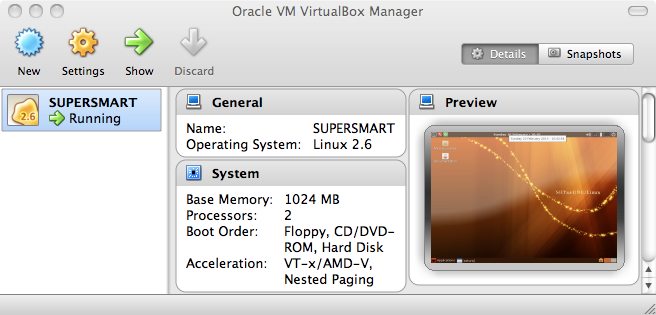 Oracle VM VirtualBox Manager
New
Settings
Show
Discard
Details
Snapshots
SUPERSMART
2.6
Running
General
Name: SUPERSMART
Operating System: Linux 2.6
System
Base Memory: 1024 MB
Processors: 2
Boot Order: Floppy, CD/DVD-
ROM, Hard Disk
Acceleration: VT-x/AMD-V,
Nested Paging
Preview